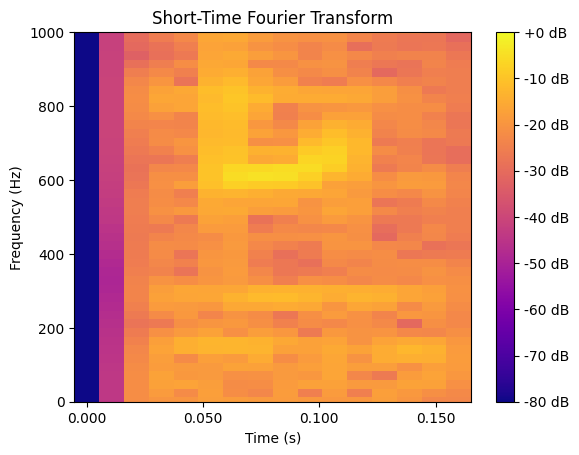 Short-Time Fourier Transform
1000
800
600
400
200
0
Frequency (Hz)
0.000
0.050
0.100
0.150
Time (s)
+0 dB
-10 dB
-20 dB
-30 dB
-40 dB
-50 dB
-60 dB
-70 dB
-80 dB